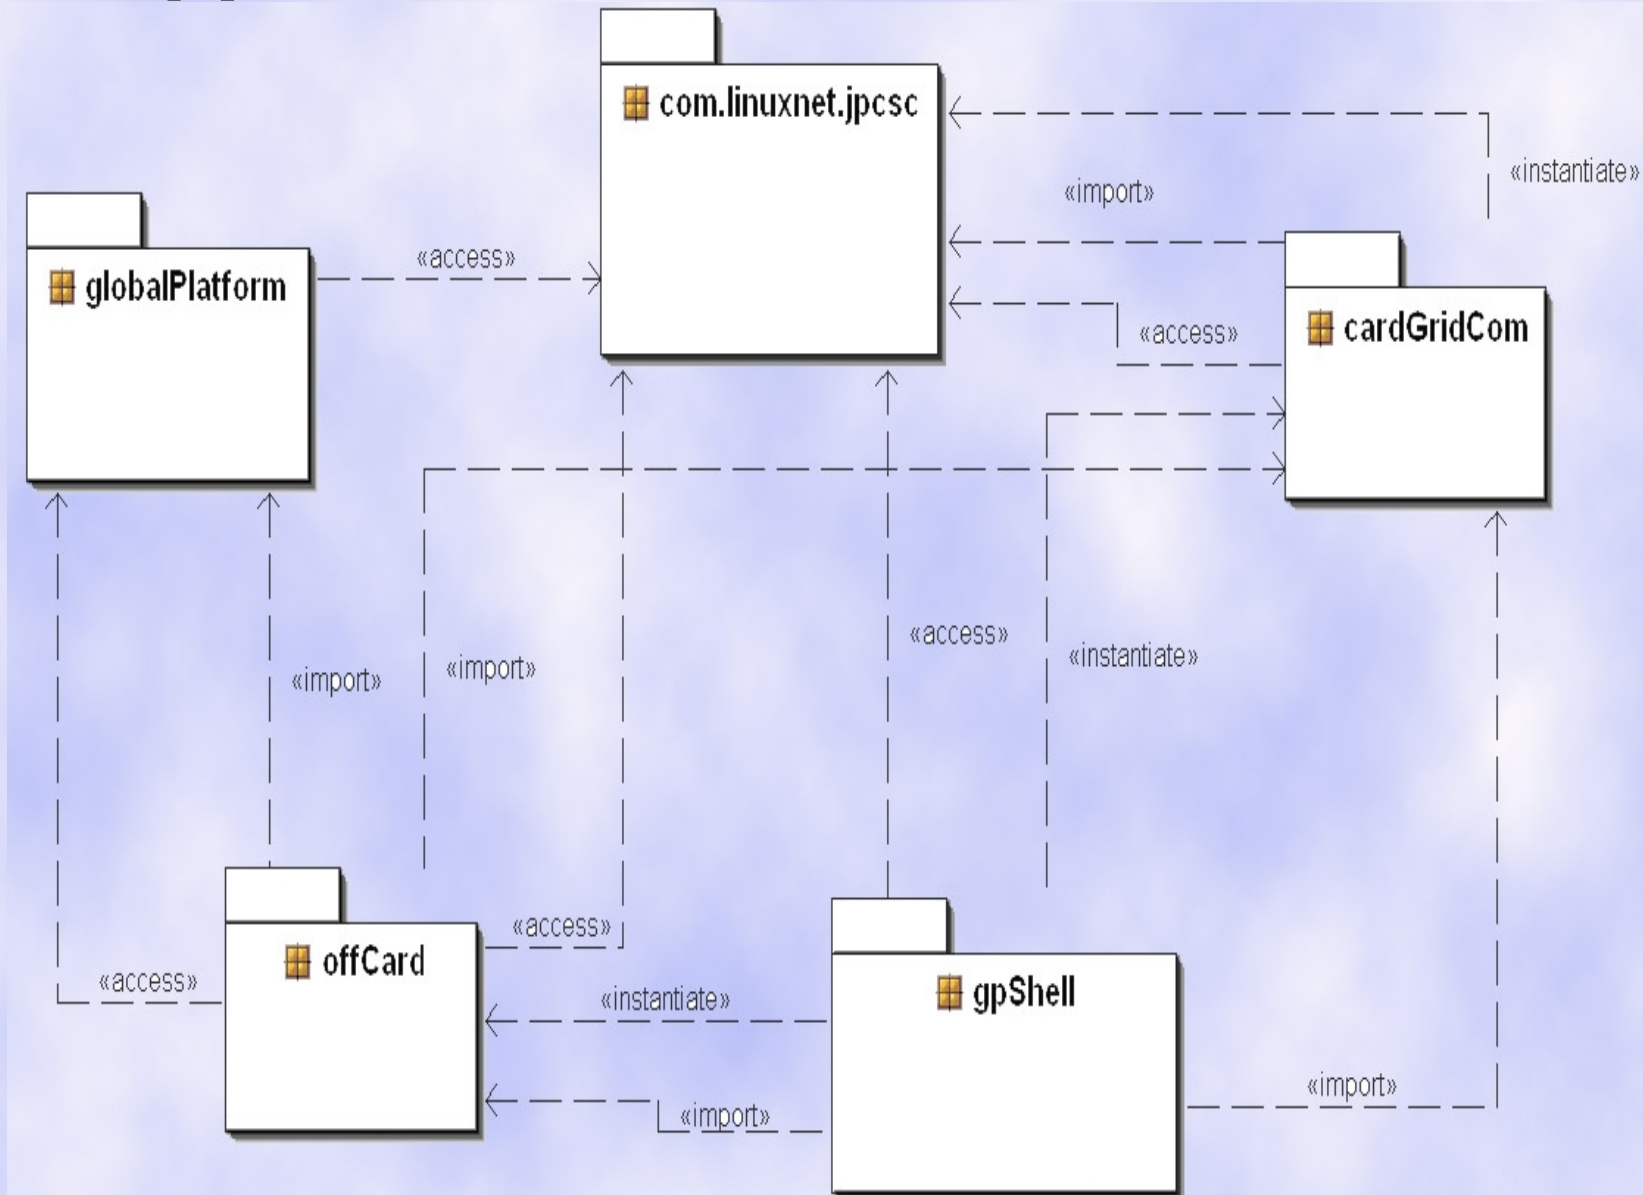 com.linuxnet.jpcsc
«instantiate»
«import»
«access»
globalPlatform
«access»
cardGridCom
«access»
«instantiate»
«import»
«import»
«access»
offCard
«access»
gpShell
«instantiate»
«import»
«import»